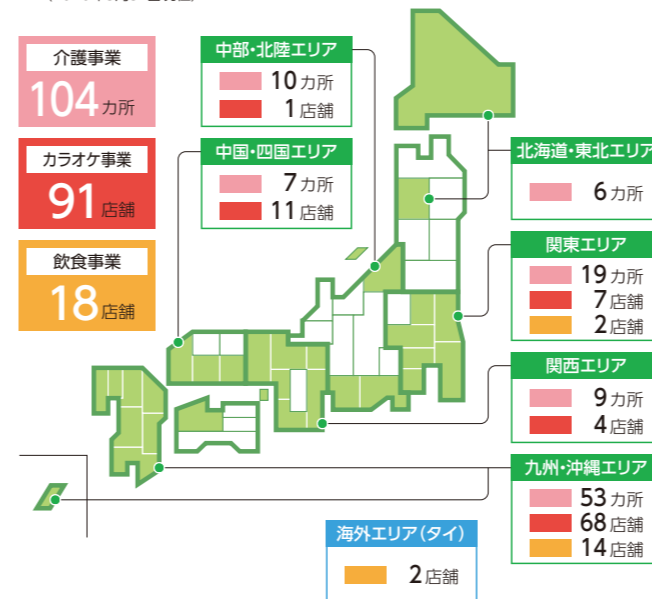 介護事業
104カ所
カラオケ事業
91店舗
飲食事業
18店舗
中部・北陸エリア
10カ所
1店舗
中国・四国エリア
7カ所
11店舗
北海道・東北エリア
6カ所
関東エリア
19カ所
7店舗
2店舗
関西エリア
9カ所
4店舗
九州・沖縄エリア
53カ所
68店舗
14店舗
海外エリア(タイ)
2店舗